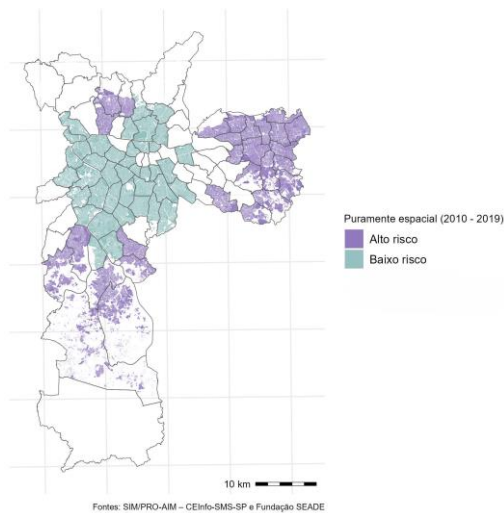 Puramente espacial (2010 - 2019)
Alto risco
Baixo risco
10 km
Fontes: SIM/PRO-AIM – CEInfo-SMS-SP e Fundação SEADE